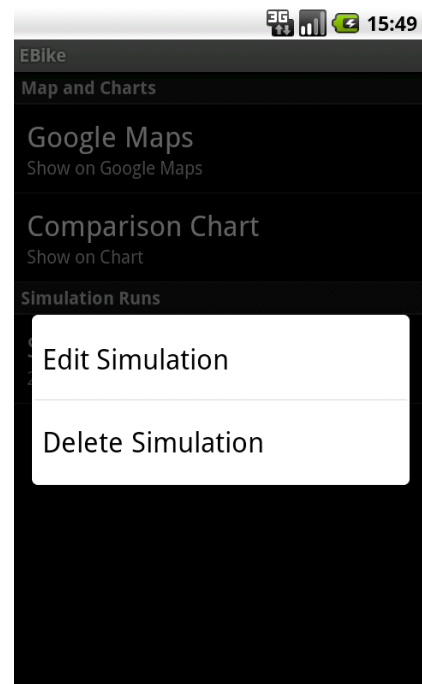 3G 15:49
EBike
Map and Charts
Google Maps
Show on Google Maps
Comparison Chart
Show on Chart
Simulation Runs
Edit Simulation
Delete Simulation